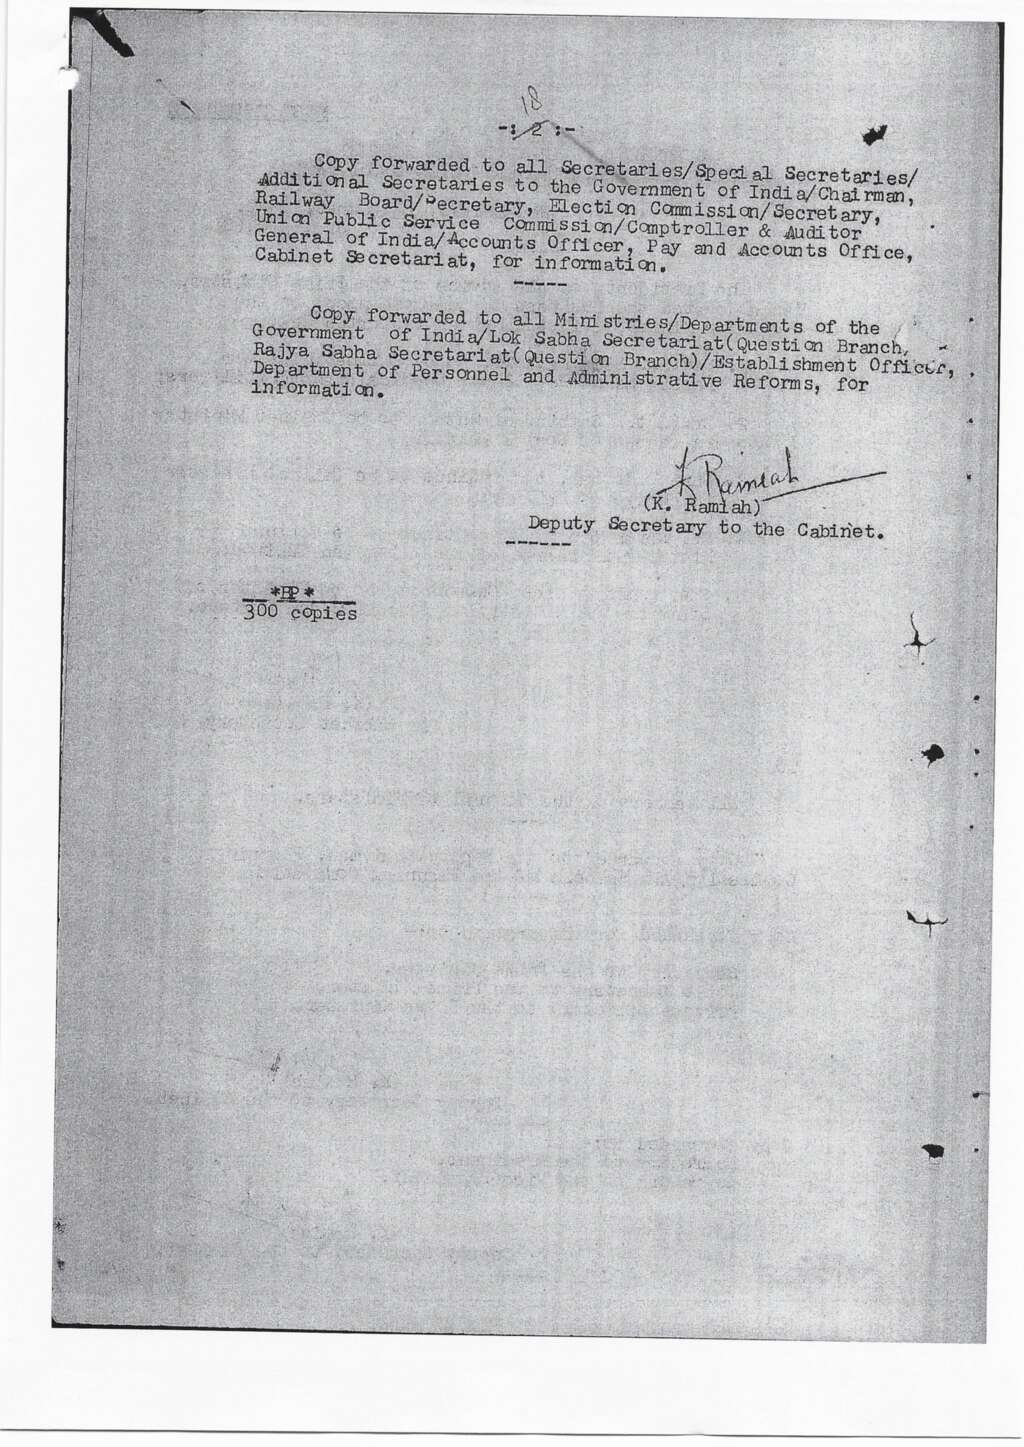 18
-: 2 :-
Copy forwarded to all Secretaries/Special Secretaries/
Additional Secretaries to the Government of India/Chairman,
Railway Board/Secretary, Election Commission/Secretary,
Union Public Service Commission/Comptroller & Auditor
General of India/Accounts Officer, Pay and Accounts Office,
Cabinet Secretariat, for information.
-----
Copy forwarded to all Ministries/Departments of the
Government of India/Lok Sabha Secretariat(Question Branch,
Rajya Sabha Secretariat(Question Branch)/Establishment Officer,
Department of Personnel and Administrative Reforms, for
information.
K Ramiah
(K. Ramiah)
Deputy Secretary to the Cabinet.
------
*BP*
300 copies